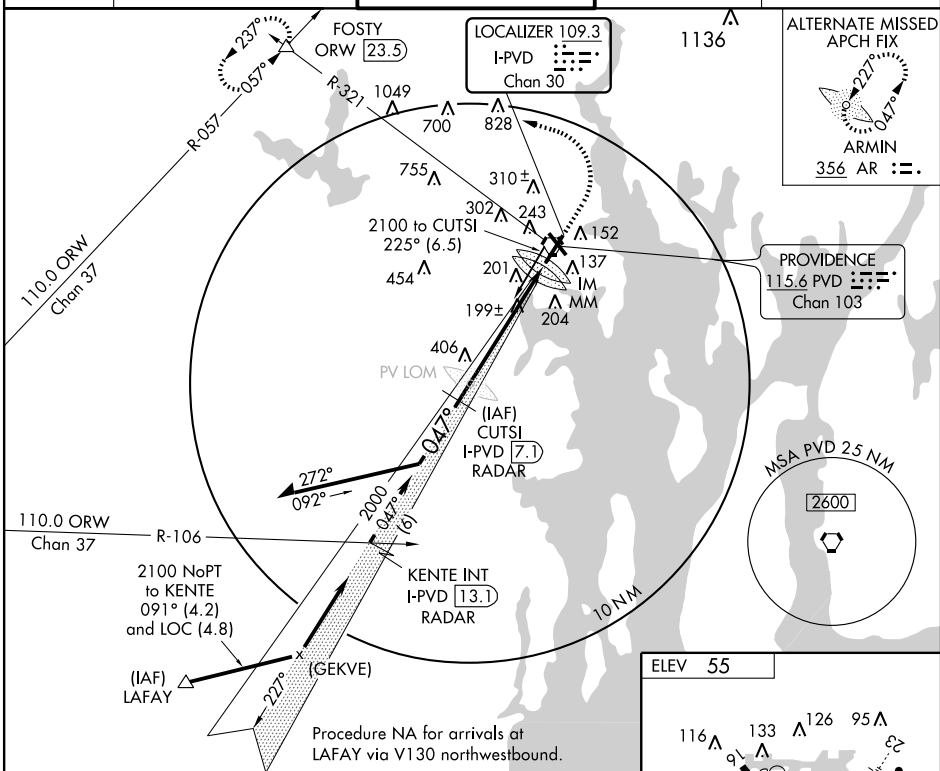 237°
FOSTY
ORW 23.5
057°
R-057
R-321
LOCALIZER 109.3
I-PVD
Chan 30
1136
ALTERNATE MISSED
APCH FIX
227°
047°
ARMIN
356 AR
1049
700
828
755
310±
302
243
152
2100 to CUTSI
225° (6.5)
454
201
137
IM
MM
199±
204
110.0 ORW
Chan 37
PROVIDENCE
115.6 PVD
Chan 103
406
PV LOM
(IAF)
CUTSI
I-PVD 7.1
RADAR
047°
272°
092°
2000
047°
(6)
MSA PVD 25 NM
2600
110.0 ORW
Chan 37
R-106
KENTE INT
I-PVD 13.1
RADAR
2100 NoPT
to KENTE
091° (4.2)
and LOC (4.8)
10 NM
(IAF)
LAFAY
(GEKVE)
227°
Procedure NA for arrivals at
LAFAY via V130 northwestbound.
ELEV 55
116
133
126
95
16
23